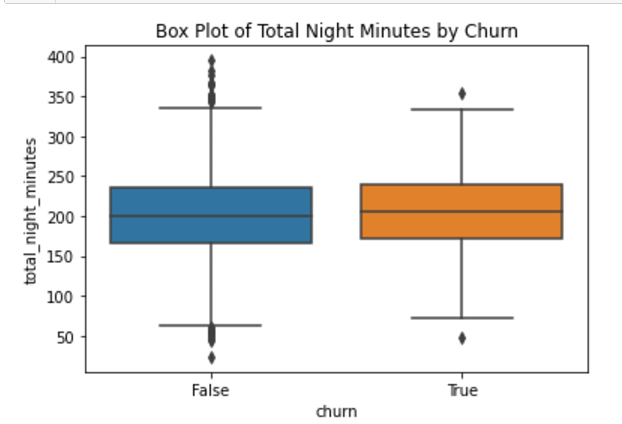 Box Plot of Total Night Minutes by Churn
400
350
300
250
200
150
100
50
total_night_minutes
False
True
churn